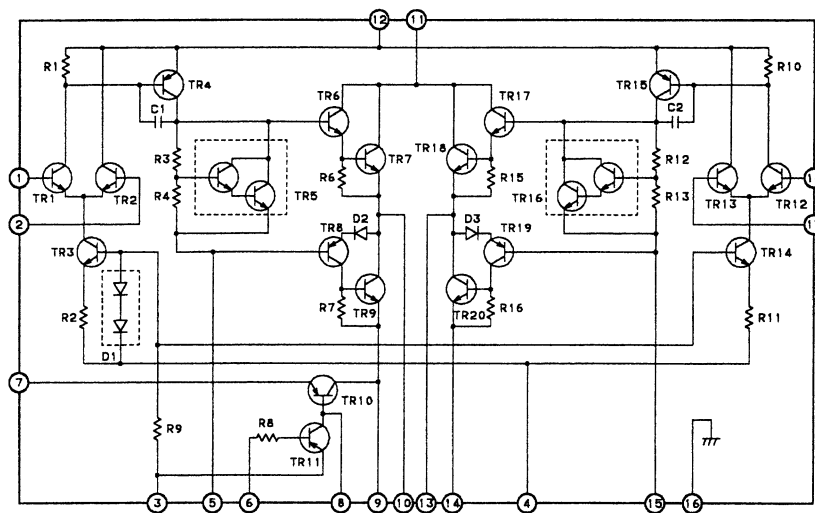 12 11
R1 R10
TR4 TR15
C1 TR6 TR17 C2
R3 TR7 TR18 R12
1 TR1 TR2 R4 TR5 R6 R15 TR16 R13 TR13 TR12 1
2 D2 D3 1
TR3 TR8 TR19 TR14
R2 R7 TR9 TR20 R16 R11
D1
7 TR10
R9 R8
TR11
3 5 6 8 9 10 13 14 4 15 16